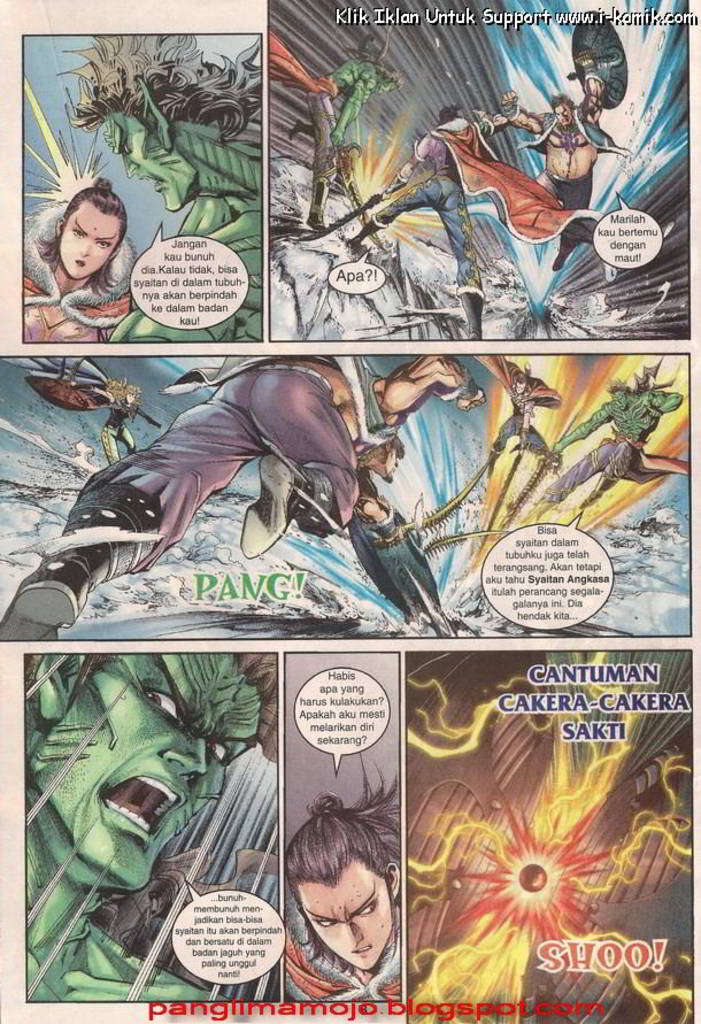 Klik Iklan Untuk Support www.i-komik.com
Jangan
kau bunuh
dia.Kalau tidak, bisa
syaitan di dalam tubuh-
nya akan berpindah
ke dalam badan
kau!
Apa?!
Marilah
kau bertemu
dengan
maut!
PANG!
Bisa
syaitan dalam
tubuhku juga telah
terangsang. Akan tetapi
aku tahu Syaitan Angkasa
itulah perancang segala-
galanya ini. Dia
hendak kita...
...bunuh-
membunuh men-
jadikan bisa-bisa
syaitan itu akan berpindah
dan bersatu di dalam
badan jaguh yang
paling unggul
nanti!
Habis
apa yang
harus kulakukan?
Apakah aku mesti
melarikan diri
sekarang?
CANTUMAN
CAKERA-CAKERA
SAKTI
SHOO!
panglimamojo.blogspot.com